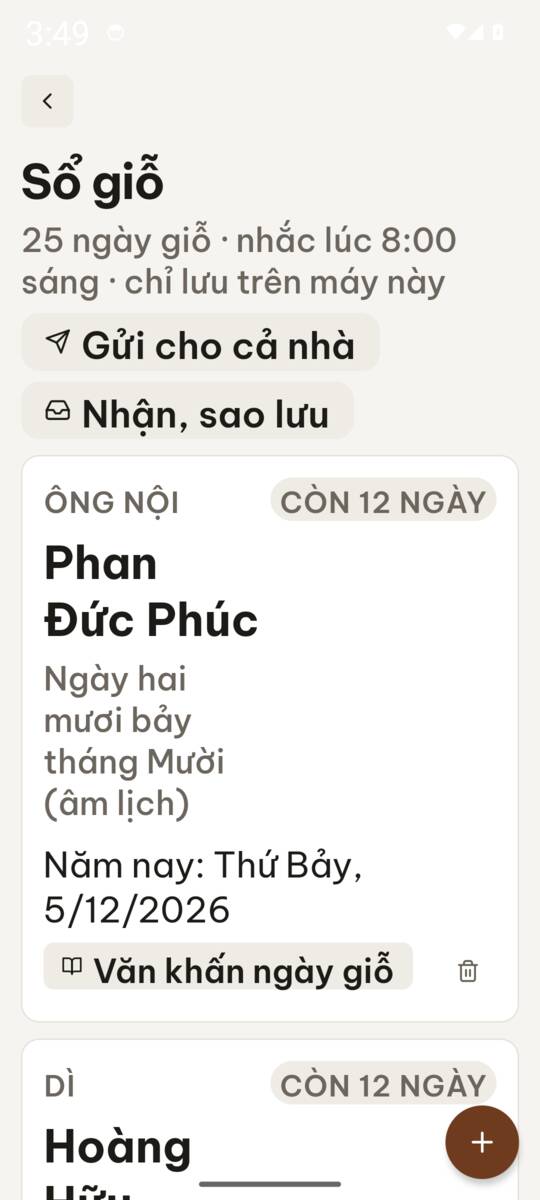 3:49
Sổ giỗ
25 ngày giỗ · nhắc lúc 8:00
sáng · chỉ lưu trên máy này
Gửi cho cả nhà
Nhận, sao lưu
ÔNG NỘI
CÒN 12 NGÀY
Phan
Đức Phúc
Ngày hai
mươi bảy
tháng Mười
(âm lịch)
Năm nay: Thứ Bảy,
5/12/2026
Văn khấn ngày giỗ
DÌ
CÒN 12 NGÀY
Hoàng
Hữu